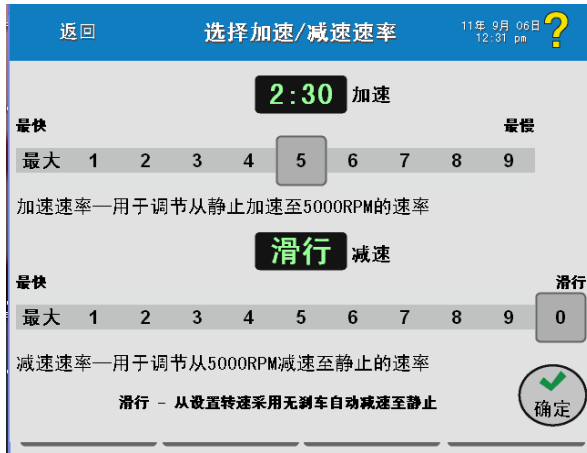 返回
选择加速/减速速率
11年 9月 06日
12:31 pm
?
2:30 加速
最快 最慢
最大 1 2 3 4 5 6 7 8 9
加速速率—用于调节从静止加速至5000RPM的速率
滑行 减速
最快 滑行
最大 1 2 3 4 5 6 7 8 9 0
减速速率—用于调节从5000RPM减速至静止的速率
滑行 - 从设置转速采用无刹车自动减速至静止
确定